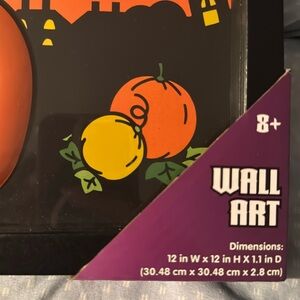 8+
WALL
ART
Dimensions:
12 in W x 12 in H X 1.1 in D
(30.48 cm x 30.48 cm x 2.8 cm)